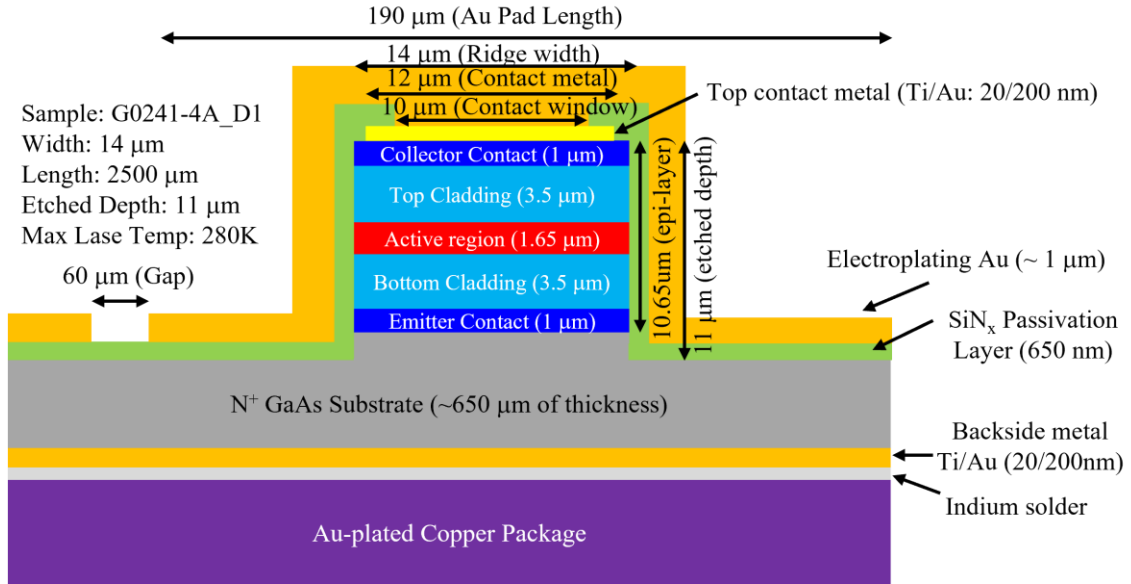 190 μm (Au Pad Length)
14 μm (Ridge width)
12 μm (Contact metal)
10 μm (Contact window)
Top contact metal (Ti/Au: 20/200 nm)
Sample: G0241-4A_D1
Width: 14 μm
Length: 2500 μm
Etched Depth: 11 μm
Max Lase Temp: 280K
60 μm (Gap)
Collector Contact (1 μm)
Top Cladding (3.5 μm)
Active region (1.65 μm)
Bottom Cladding (3.5 μm)
Emitter Contact (1 μm)
10.65um (epi-layer)
11 μm (etched depth)
Electroplating Au (~ 1 μm)
SiNx Passivation
Layer (650 nm)
N+ GaAs Substrate (~650 μm of thickness)
Backside metal
Ti/Au (20/200nm)
Indium solder
Au-plated Copper Package